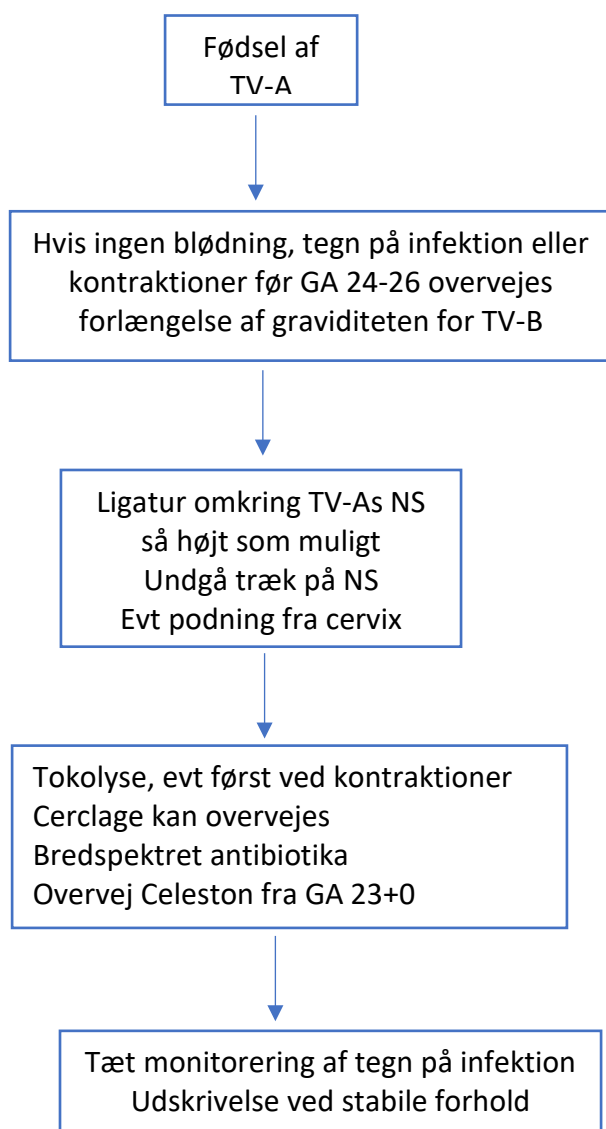 Fødsel af
TV-A
Hvis ingen blødning, tegn på infektion eller
kontraktioner før GA 24-26 overvejes
forlængelse af graviditeten for TV-B
Ligatur omkring TV-As NS
så højt som muligt
Undgå træk på NS
Evt podning fra cervix
Tokolyse, evt først ved kontraktioner
Cerclage kan overvejes
Bredspektret antibiotika
Overvej Celeston fra GA 23+0
Tæt monitorering af tegn på infektion
Udskrivelse ved stabile forhold